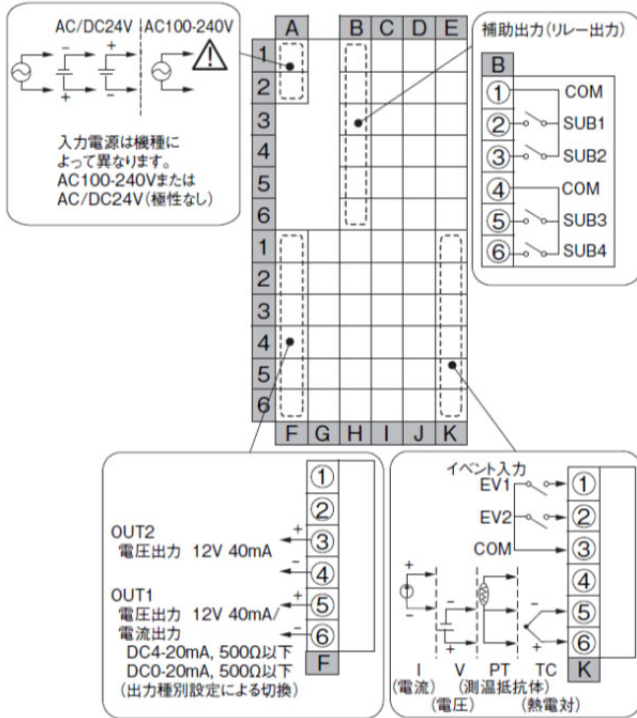 AC/DC24V AC100-240V
− + + −
入力電源は機種に
よって異なります。
AC100-240Vまたは
AC/DC24V(極性なし)
A B C D E
1
2
3
4
5
6
1
2
3
4
5
6
F G H I J K
補助出力(リレー出力)
B
① COM
② SUB1
③ SUB2
④ COM
⑤ SUB3
⑥ SUB4
①
②
OUT2 + ③
電圧出力 12V 40mA
− ④
OUT1 + ⑤
電圧出力 12V 40mA/
電流出力 − ⑥
DC4-20mA, 500Ω以下
DC0-20mA, 500Ω以下
(出力種別設定による切換)
F
イベント入力
EV1 ①
EV2 ②
COM ③
④
+ − − ⑤
− + + ⑥
I V PT TC K
(電流) (測温抵抗体)
(電圧) (熱電対)